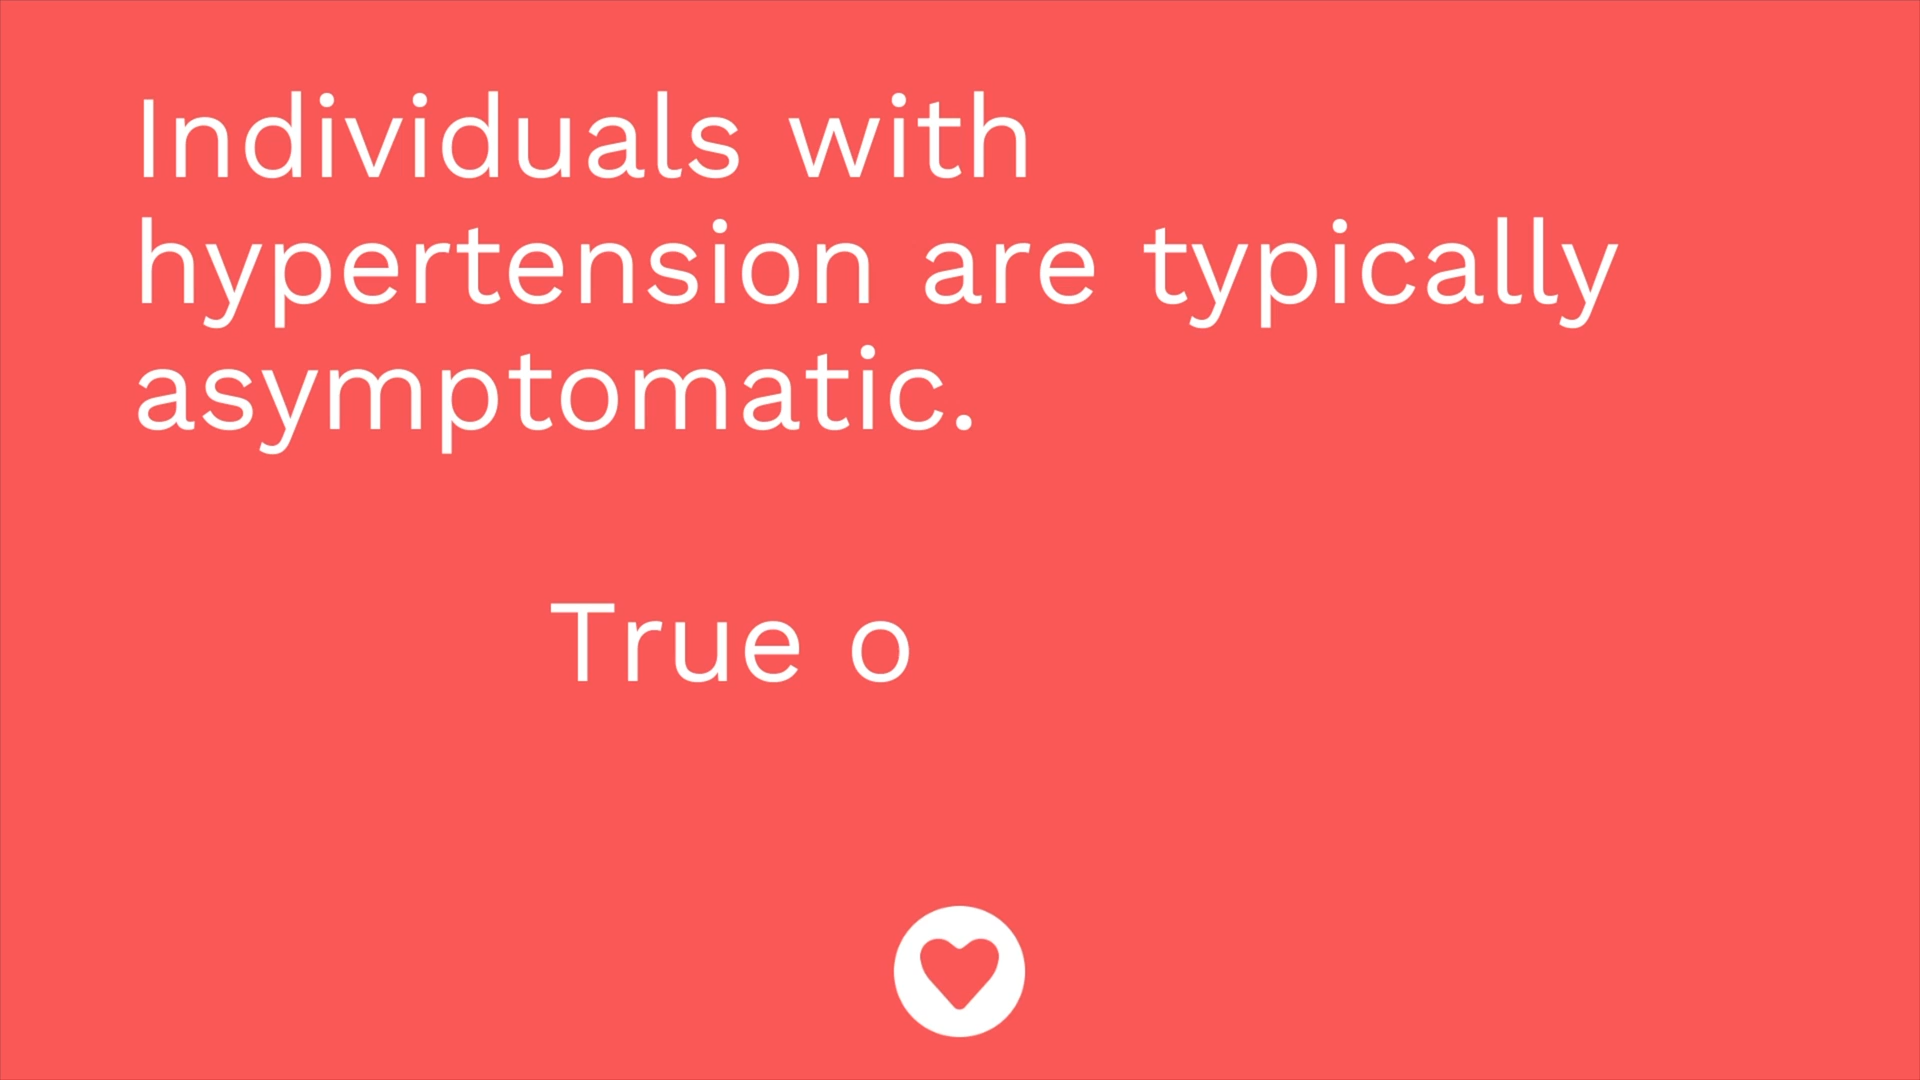 Individuals with
hypertension are typically
asymptomatic.
True o